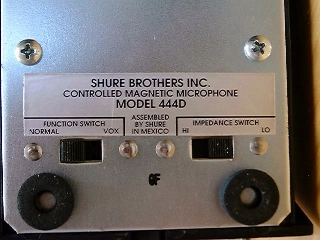 SHURE BROTHERS INC.
CONTROLLED MAGNETIC MICROPHONE
MODEL 444D
FUNCTION SWITCH
NORMAL VOX
ASSEMBLED
BY SHURE
IN MEXICO
IMPEDANCE SWITCH
HI LO